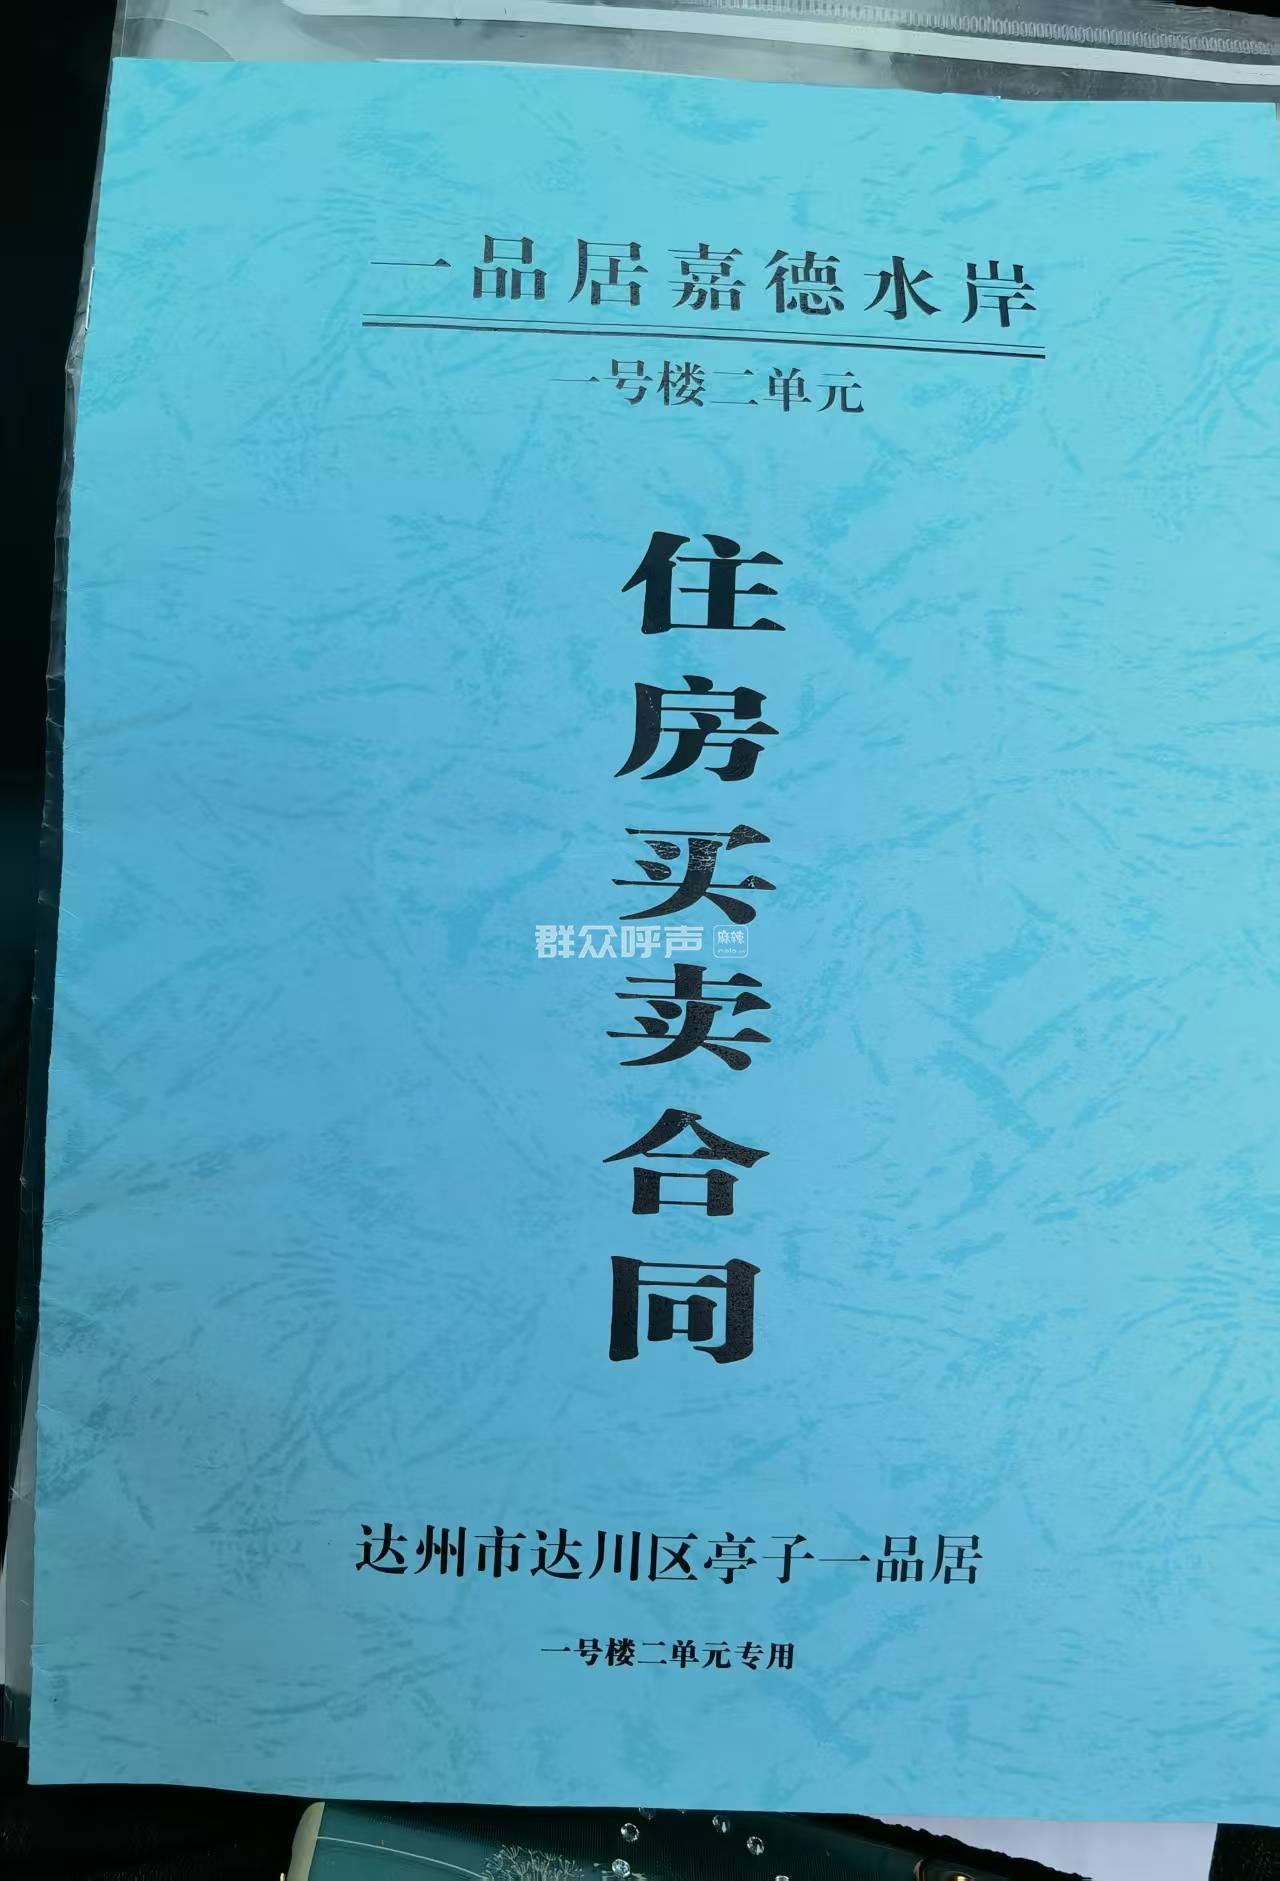 一品居嘉德水岸
一号楼二单元
住房买卖合同
群众呼声 麻辣
达州市达川区亭子一品居
一号楼二单元专用